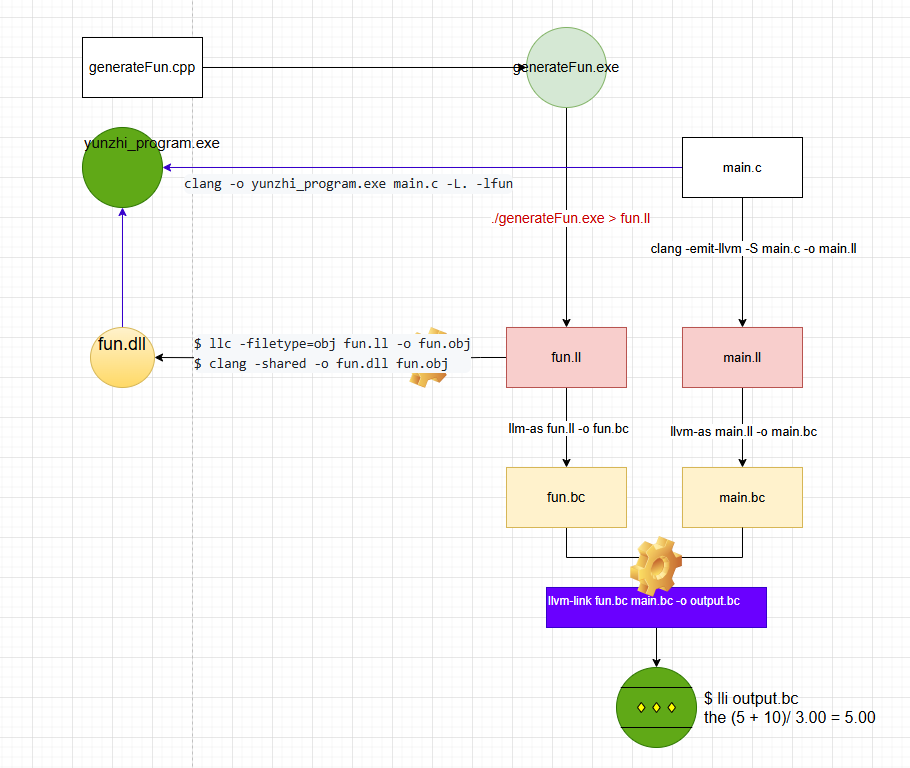 generateFun.cpp
generateFun.exe
yunzhi_program.exe
main.c
clang -o yunzhi_program.exe main.c -L. -lfun
./generateFun.exe > fun.ll
clang -emit-llvm -S main.c -o main.ll
fun.dll
$ llc -filetype=obj fun.ll -o fun.obj
$ clang -shared -o fun.dll fun.obj
fun.ll
main.ll
llm-as fun.ll -o fun.bc
llvm-as main.ll -o main.bc
fun.bc
main.bc
llvm-link fun.bc main.bc -o output.bc
$ lli output.bc
the (5 + 10)/ 3.00 = 5.00